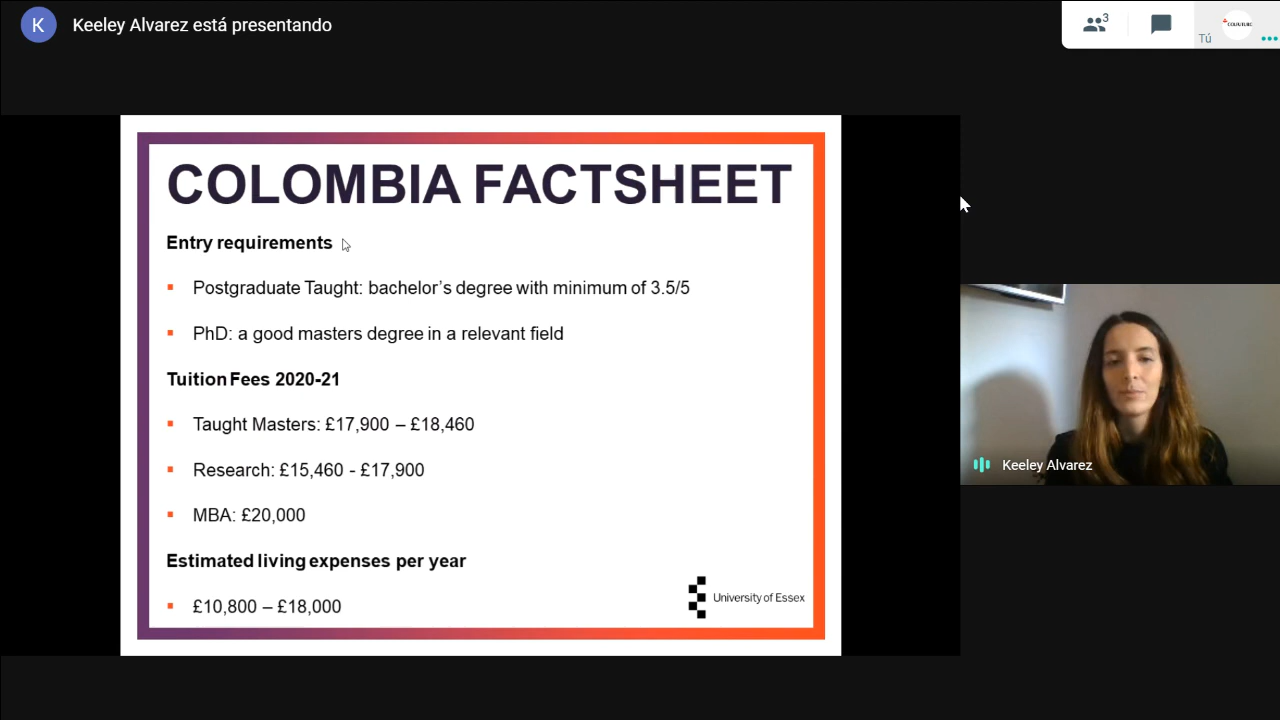 K
Keeley Alvarez está presentando
3
Tú
COLOMBIA FACTSHEET
Entry requirements
Postgraduate Taught: bachelor’s degree with minimum of 3.5/5
PhD: a good masters degree in a relevant field
Tuition Fees 2020-21
Taught Masters: £17,900 – £18,460
Research: £15,460 - £17,900
MBA: £20,000
Estimated living expenses per year
£10,800 – £18,000
University of Essex
Keeley Alvarez